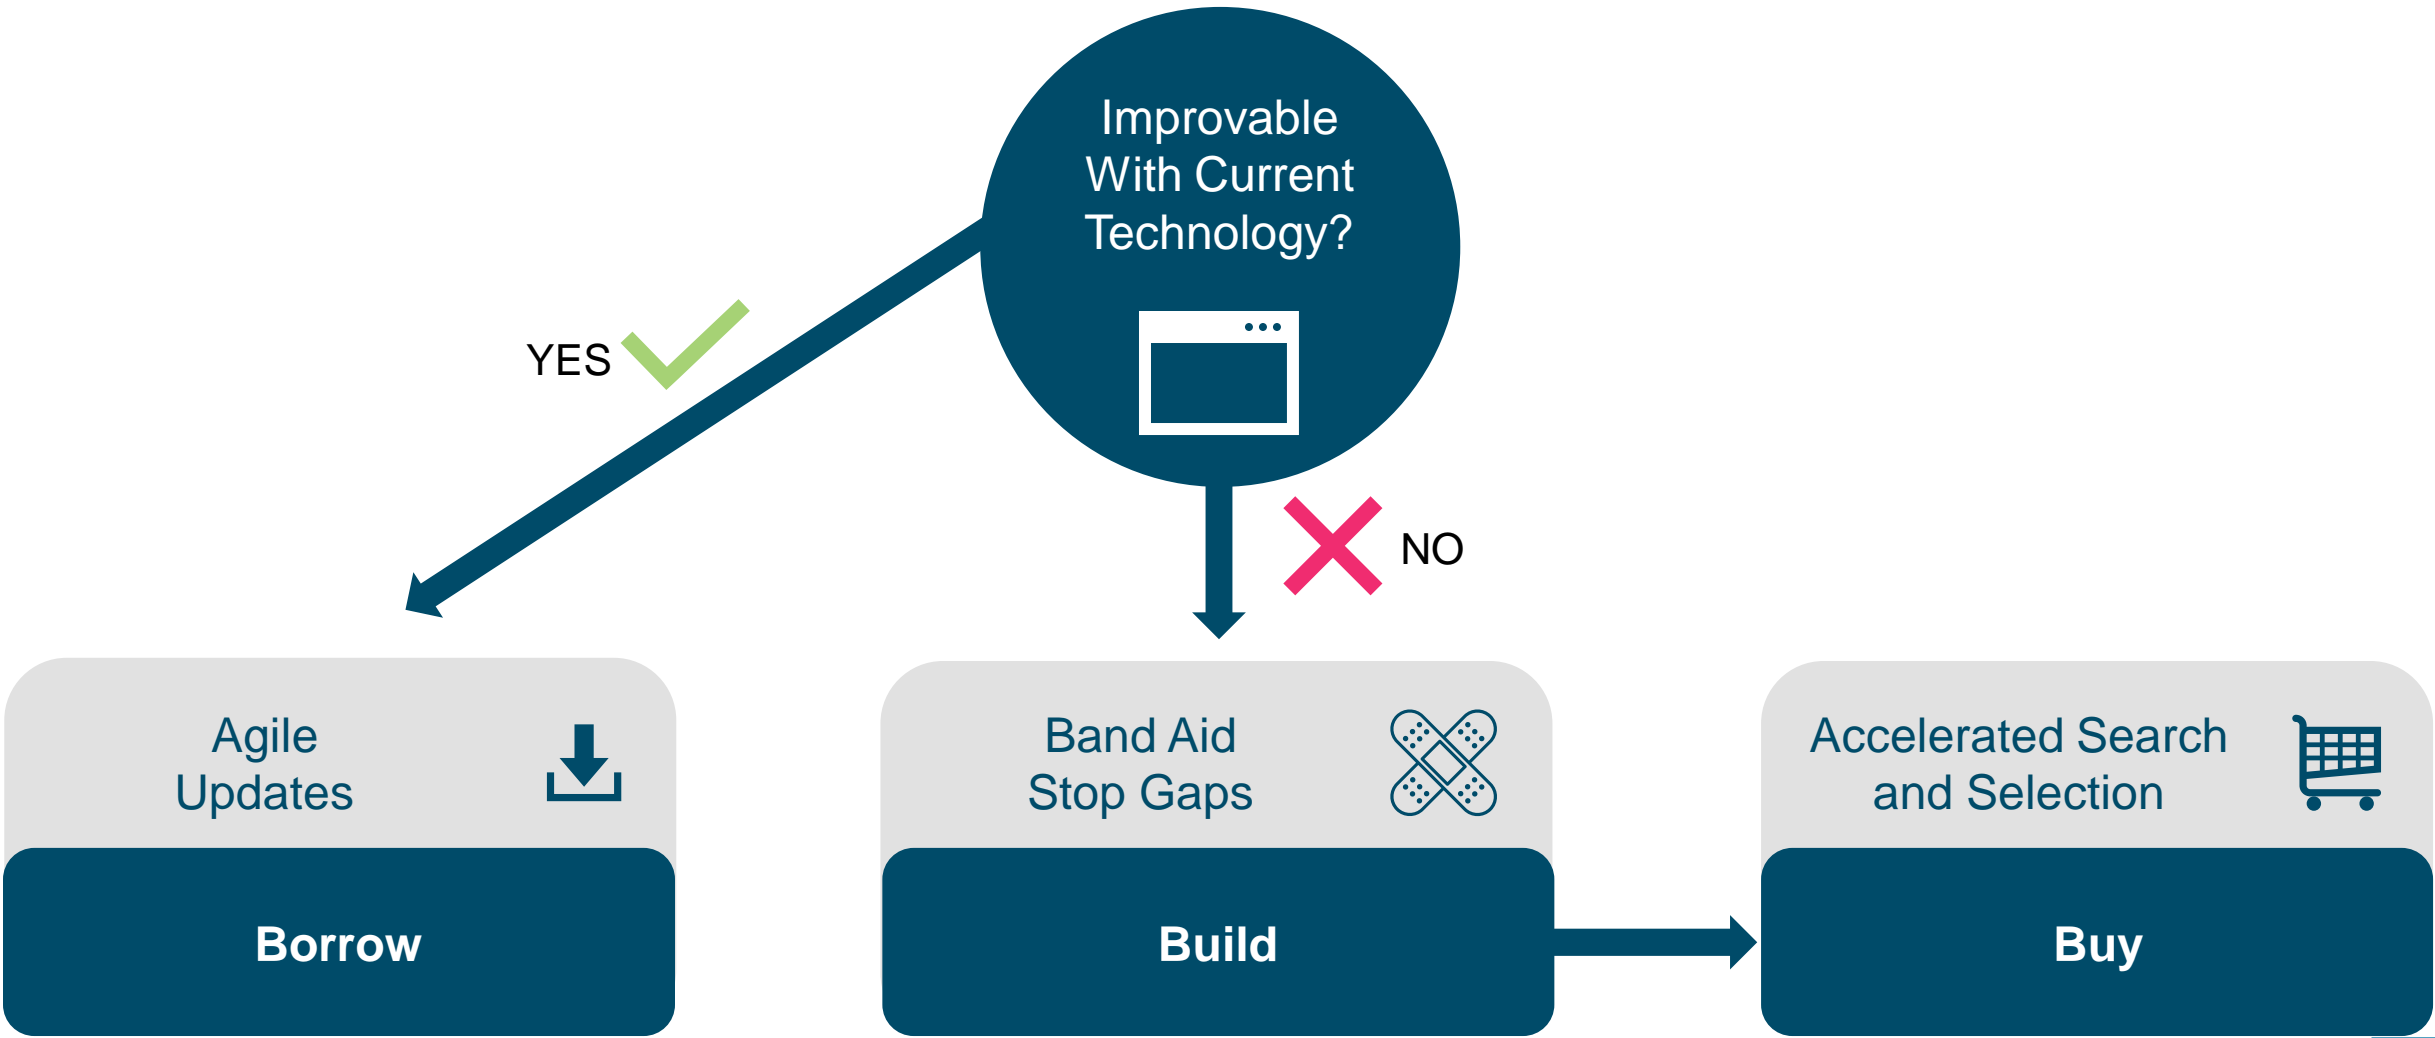 Improvable
With Current
Technology?
YES
NO
Agile
Updates
Band Aid
Stop Gaps
Accelerated Search
and Selection
Borrow
Build
Buy